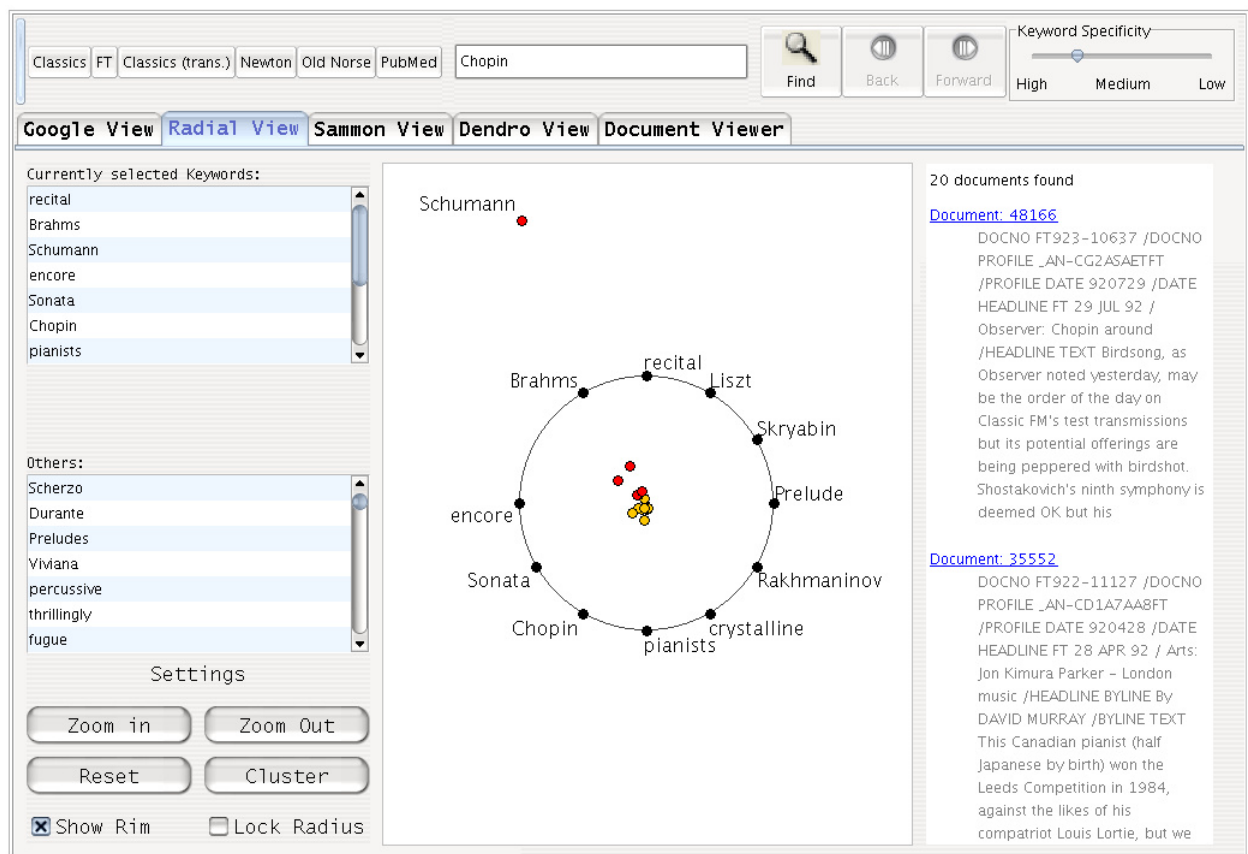 Classics FT Classics (trans.) Newton Old Norse PubMed Chopin Find Back Forward
Keyword Specificity
High Medium Low
Google View Radial View Sammon View Dendro View Document Viewer
Currently selected Keywords:
recital
Brahms
Schumann
encore
Sonata
Chopin
pianists
Others:
Scherzo
Durante
Preludes
Viviana
percussive
thrillingly
fugue
Settings
Zoom in Zoom Out
Reset Cluster
Show Rim Lock Radius
Schumann
recital
Brahms
Liszt
Skryabin
Prelude
encore
Sonata
Rakhmaninov
Chopin
crystalline
pianists
20 documents found
Document: 48166
DOCNO FT923-10637 /DOCNO
PROFILE _AN-CG2ASAETFT
/PROFILE DATE 920729 /DATE
HEADLINE FT 29 JUL 92 /
Observer: Chopin around
/HEADLINE TEXT Birdsong, as
Observer noted yesterday, may
be the order of the day on
Classic FM's test transmissions
but its potential offerings are
being peppered with birdshot.
Shostakovich's ninth symphony is
deemed OK but his
Document: 35552
DOCNO FT922-11127 /DOCNO
PROFILE _AN-CD1A7AA8FT
/PROFILE DATE 920428 /DATE
HEADLINE FT 28 APR 92 / Arts:
Jon Kimura Parker - London
music /HEADLINE BYLINE By
DAVID MURRAY /BYLINE TEXT
This Canadian pianist (half
Japanese by birth) won the
Leeds Competition in 1984,
against the likes of his
compatriot Louis Lortie, but we